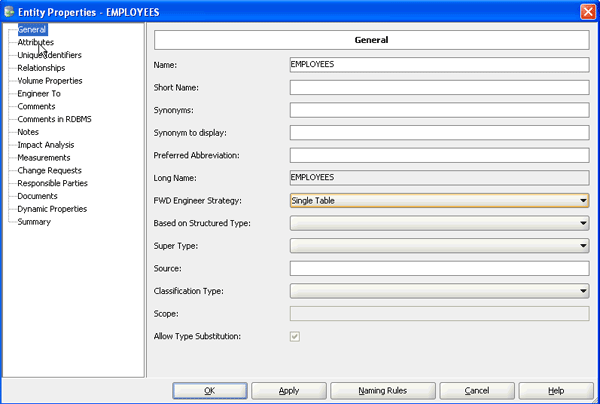 Entity Properties - EMPLOYEES
General
Attributes
Unique Identifiers
Relationships
Volume Properties
Engineer To
Comments
Comments in RDBMS
Notes
Impact Analysis
Measurements
Change Requests
Responsible Parties
Documents
Dynamic Properties
Summary
General
Name: EMPLOYEES
Short Name:
Synonyms:
Synonym to display:
Preferred Abbreviation:
Long Name: EMPLOYEES
FWD Engineer Strategy: Single Table
Based on Structured Type:
Super Type:
Source:
Classification Type:
Scope:
Allow Type Substitution:
OK Apply Naming Rules Cancel Help